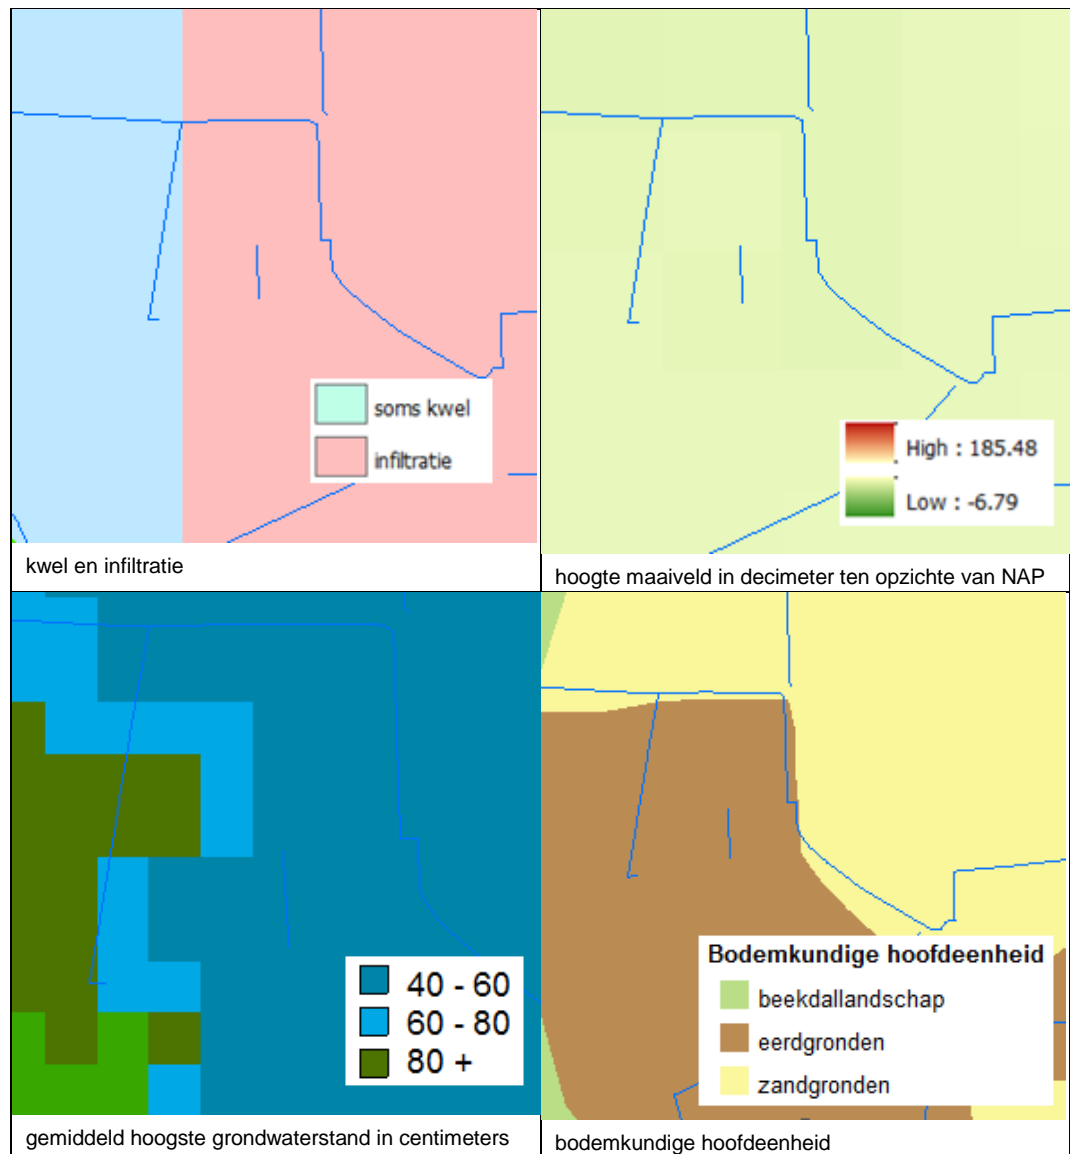 soms kwel
infiltratie
kwel en infiltratie
High : 185.48
Low : -6.79
hoogte maaiveld in decimeter ten opzichte van NAP
40 - 60
60 - 80
80 +
gemiddeld hoogste grondwaterstand in centimeters
Bodemkundige hoofdeenheid
beekdallandschap
eerdgronden
zandgronden
bodemkundige hoofdeenheid